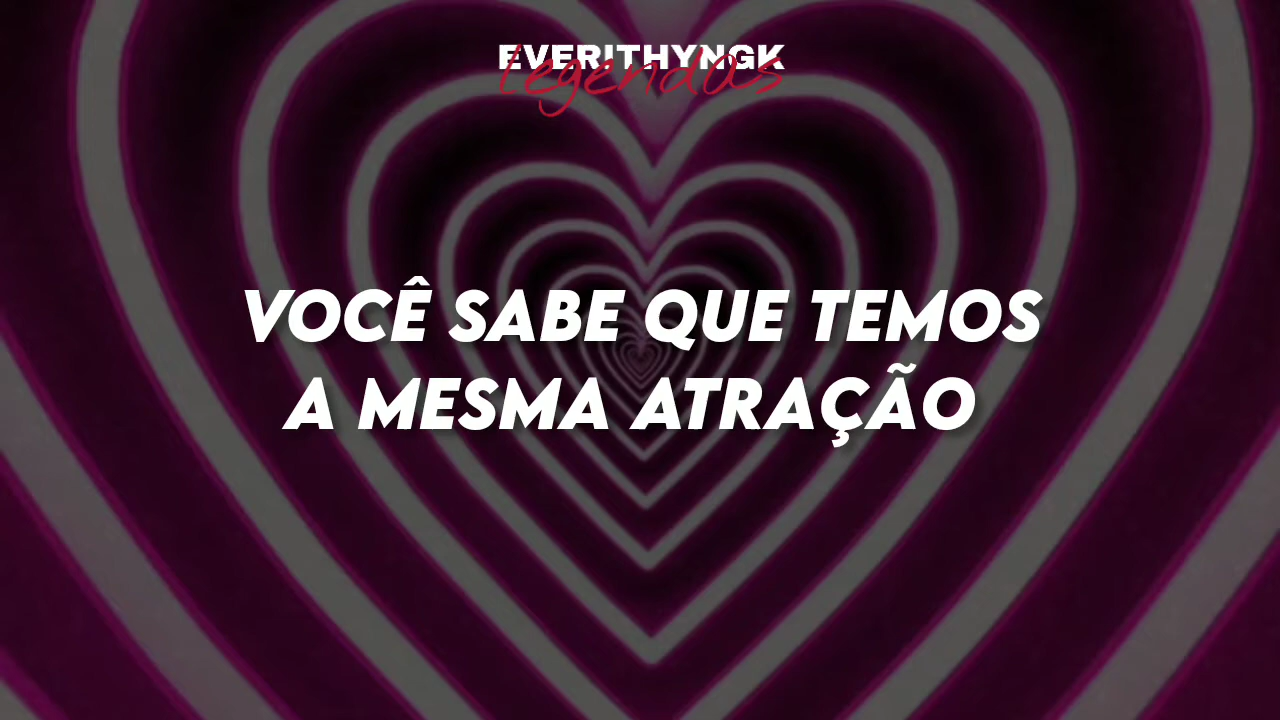 EVERITHYNGK
legendas
VOCÊ SABE QUE TEMOS
A MESMA ATRAÇÃO